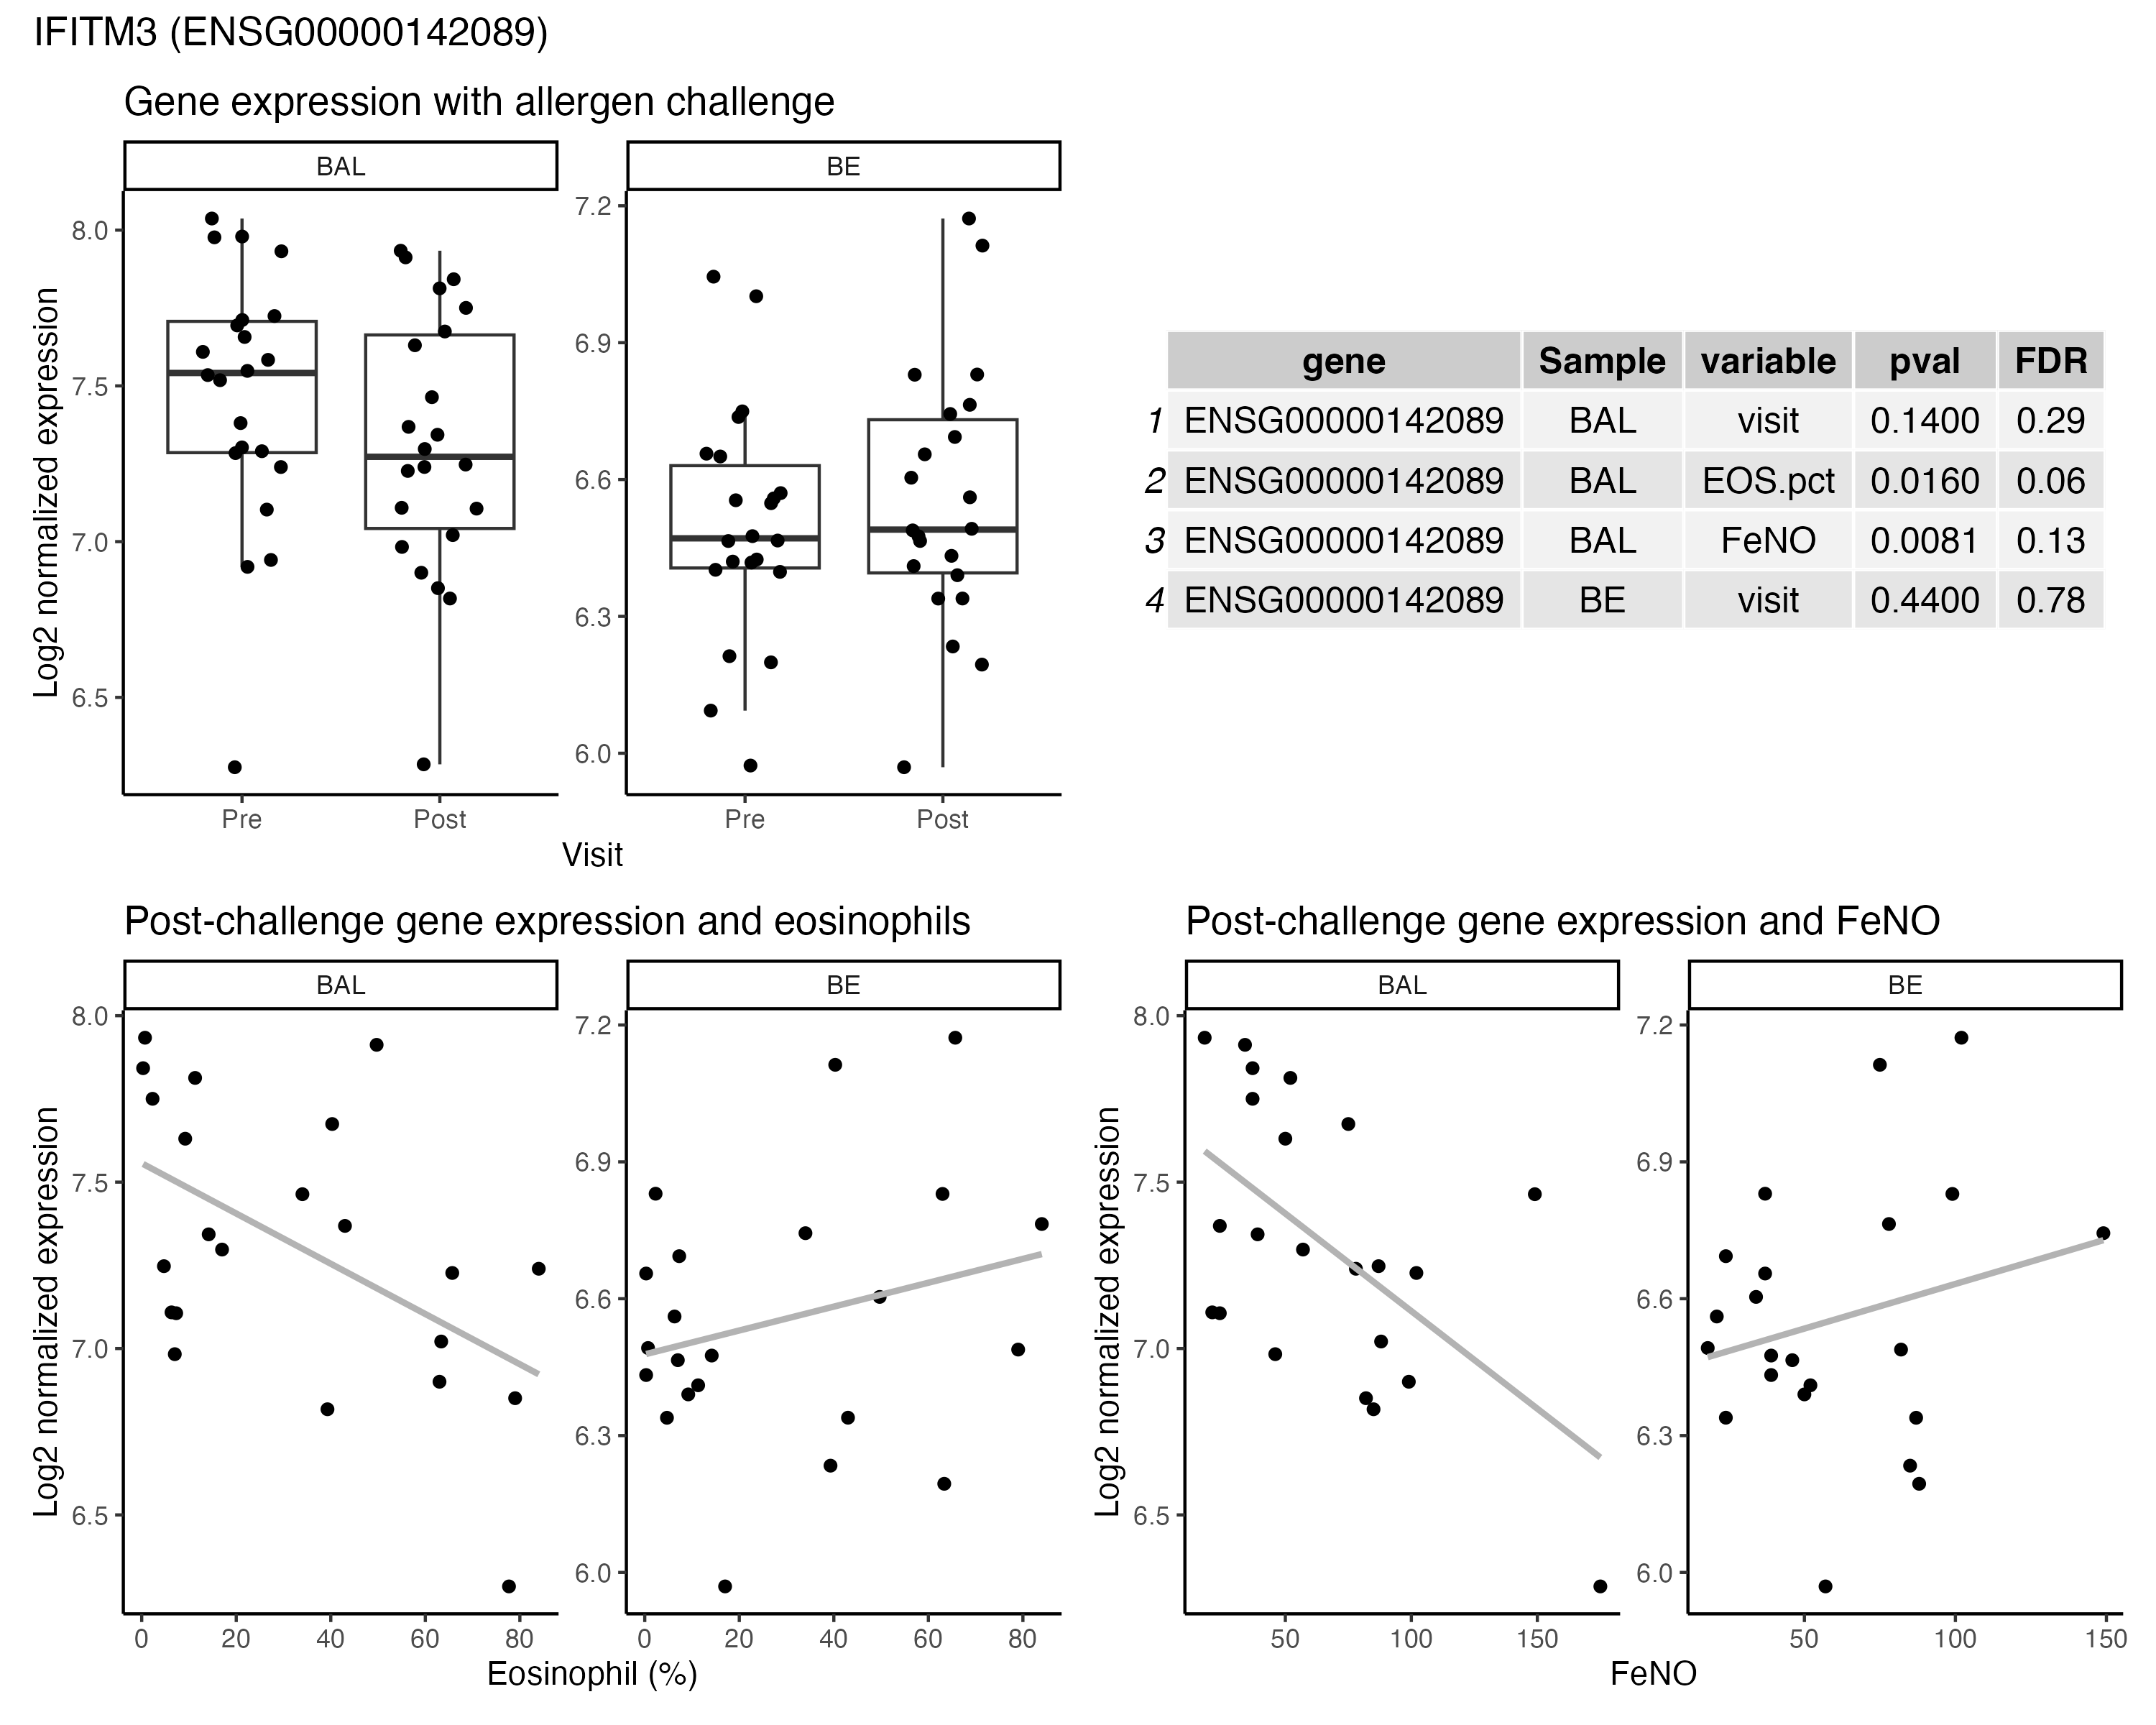 IFITM3 (ENSG00000142089)
Gene expression with allergen challenge
BAL
BE
Log2 normalized expression
8.0
7.5
7.0
6.5
7.2
6.9
6.6
6.3
6.0
Pre
Post
Pre
Post
Visit
gene Sample variable pval FDR
1 ENSG00000142089 BAL visit 0.1400 0.29
2 ENSG00000142089 BAL EOS.pct 0.0160 0.06
3 ENSG00000142089 BAL FeNO 0.0081 0.13
4 ENSG00000142089 BE visit 0.4400 0.78
Post-challenge gene expression and eosinophils
BAL
BE
Log2 normalized expression
8.0
7.5
7.0
6.5
7.2
6.9
6.6
6.3
6.0
0 20 40 60 80
0 20 40 60 80
Eosinophil (%)
Post-challenge gene expression and FeNO
BAL
BE
Log2 normalized expression
8.0
7.5
7.0
6.5
7.2
6.9
6.6
6.3
6.0
50 100 150
50 100 150
FeNO